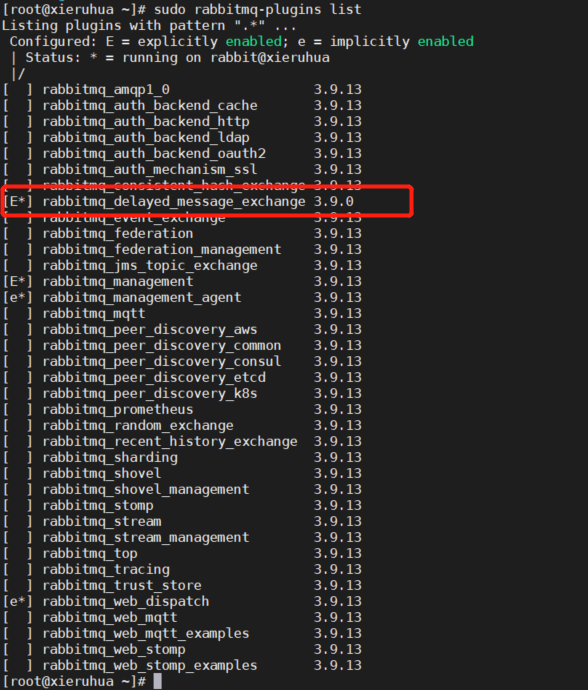 [root@xieruhua ~]# sudo rabbitmq-plugins list
Listing plugins with pattern ".*" ...
 Configured: E = explicitly enabled; e = implicitly enabled
 | Status: * = running on rabbit@xieruhua
 |/
[  ] rabbitmq_amqp1_0                  3.9.13
[  ] rabbitmq_auth_backend_cache       3.9.13
[  ] rabbitmq_auth_backend_http        3.9.13
[  ] rabbitmq_auth_backend_ldap        3.9.13
[  ] rabbitmq_auth_backend_oauth2      3.9.13
[  ] rabbitmq_auth_mechanism_ssl       3.9.13
[  ] rabbitmq_consistent_hash_exchange 3.9.13
[E*] rabbitmq_delayed_message_exchange 3.9.0
[  ] rabbitmq_event_exchange           3.9.13
[  ] rabbitmq_federation               3.9.13
[  ] rabbitmq_federation_management    3.9.13
[  ] rabbitmq_jms_topic_exchange       3.9.13
[E*] rabbitmq_management               3.9.13
[e*] rabbitmq_management_agent         3.9.13
[  ] rabbitmq_mqtt                     3.9.13
[  ] rabbitmq_peer_discovery_aws       3.9.13
[  ] rabbitmq_peer_discovery_common    3.9.13
[  ] rabbitmq_peer_discovery_consul    3.9.13
[  ] rabbitmq_peer_discovery_etcd      3.9.13
[  ] rabbitmq_peer_discovery_k8s       3.9.13
[  ] rabbitmq_prometheus               3.9.13
[  ] rabbitmq_random_exchange          3.9.13
[  ] rabbitmq_recent_history_exchange  3.9.13
[  ] rabbitmq_sharding                 3.9.13
[  ] rabbitmq_shovel                   3.9.13
[  ] rabbitmq_shovel_management        3.9.13
[  ] rabbitmq_stomp                    3.9.13
[  ] rabbitmq_stream                   3.9.13
[  ] rabbitmq_stream_management        3.9.13
[  ] rabbitmq_top                      3.9.13
[  ] rabbitmq_tracing                  3.9.13
[  ] rabbitmq_trust_store              3.9.13
[e*] rabbitmq_web_dispatch             3.9.13
[  ] rabbitmq_web_mqtt                 3.9.13
[  ] rabbitmq_web_mqtt_examples        3.9.13
[  ] rabbitmq_web_stomp                3.9.13
[  ] rabbitmq_web_stomp_examples       3.9.13
[root@xieruhua ~]#